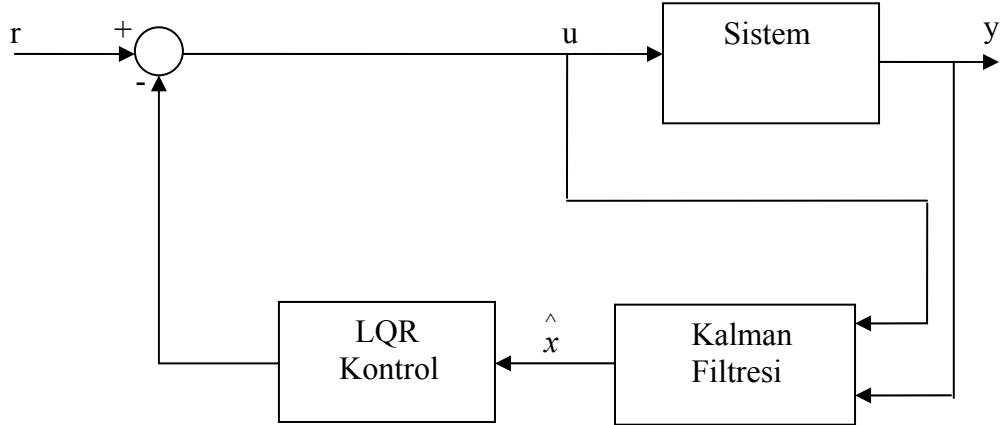 r
+
-
u
Sistem
y
LQR
Kontrol
^
x
Kalman
Filtresi